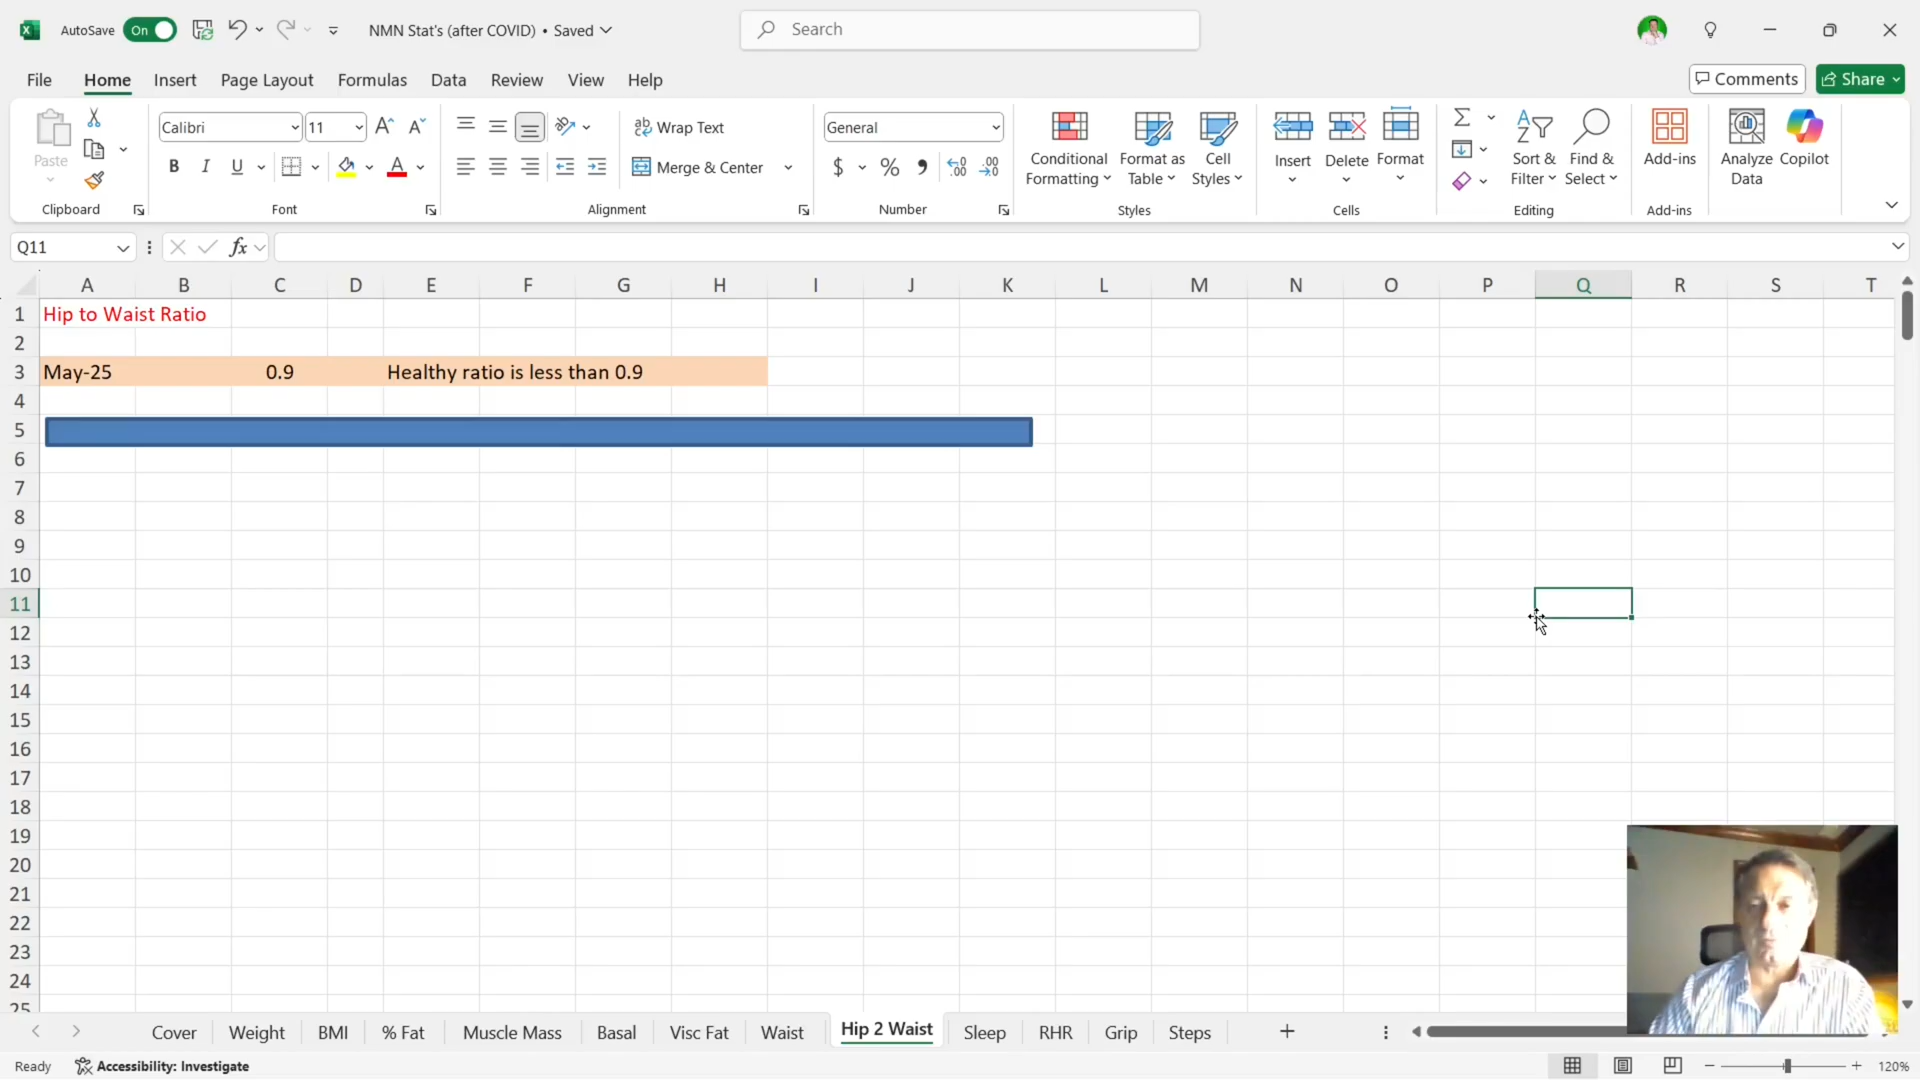 AutoSave On NMN Stat's (after COVID) • Saved Search
File Home Insert Page Layout Formulas Data Review View Help Comments Share
Paste Calibri 11 Wrap Text General Conditional Formatting Format as Table Cell Styles Insert Delete Format Sort & Filter Find & Select Add-ins Analyze Data Copilot
B I U A Merge & Center $ %
Clipboard Font Alignment Number Styles Cells Editing Add-ins
Q11 fx
A B C D E F G H I J K L M N O P Q R S T
1 Hip to Waist Ratio
2
3 May-25 0.9 Healthy ratio is less than 0.9
4
5
6
7
8
9
10
11
12
13
14
15
16
17
18
19
20
21
22
23
24
25
Cover Weight BMI % Fat Muscle Mass Basal Visc Fat Waist Hip 2 Waist Sleep RHR Grip Steps
Ready Accessibility: Investigate 120%